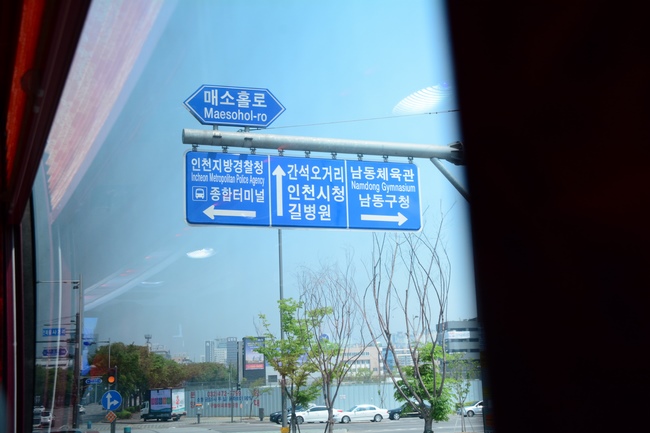 매소홀로
Maesohol-ro
인천지방경찰청
Incheon Metropolitan Police Agency
종합터미널
간석오거리
인천시청
길병원
남동체육관
Namdong Gymnasium
남동구청